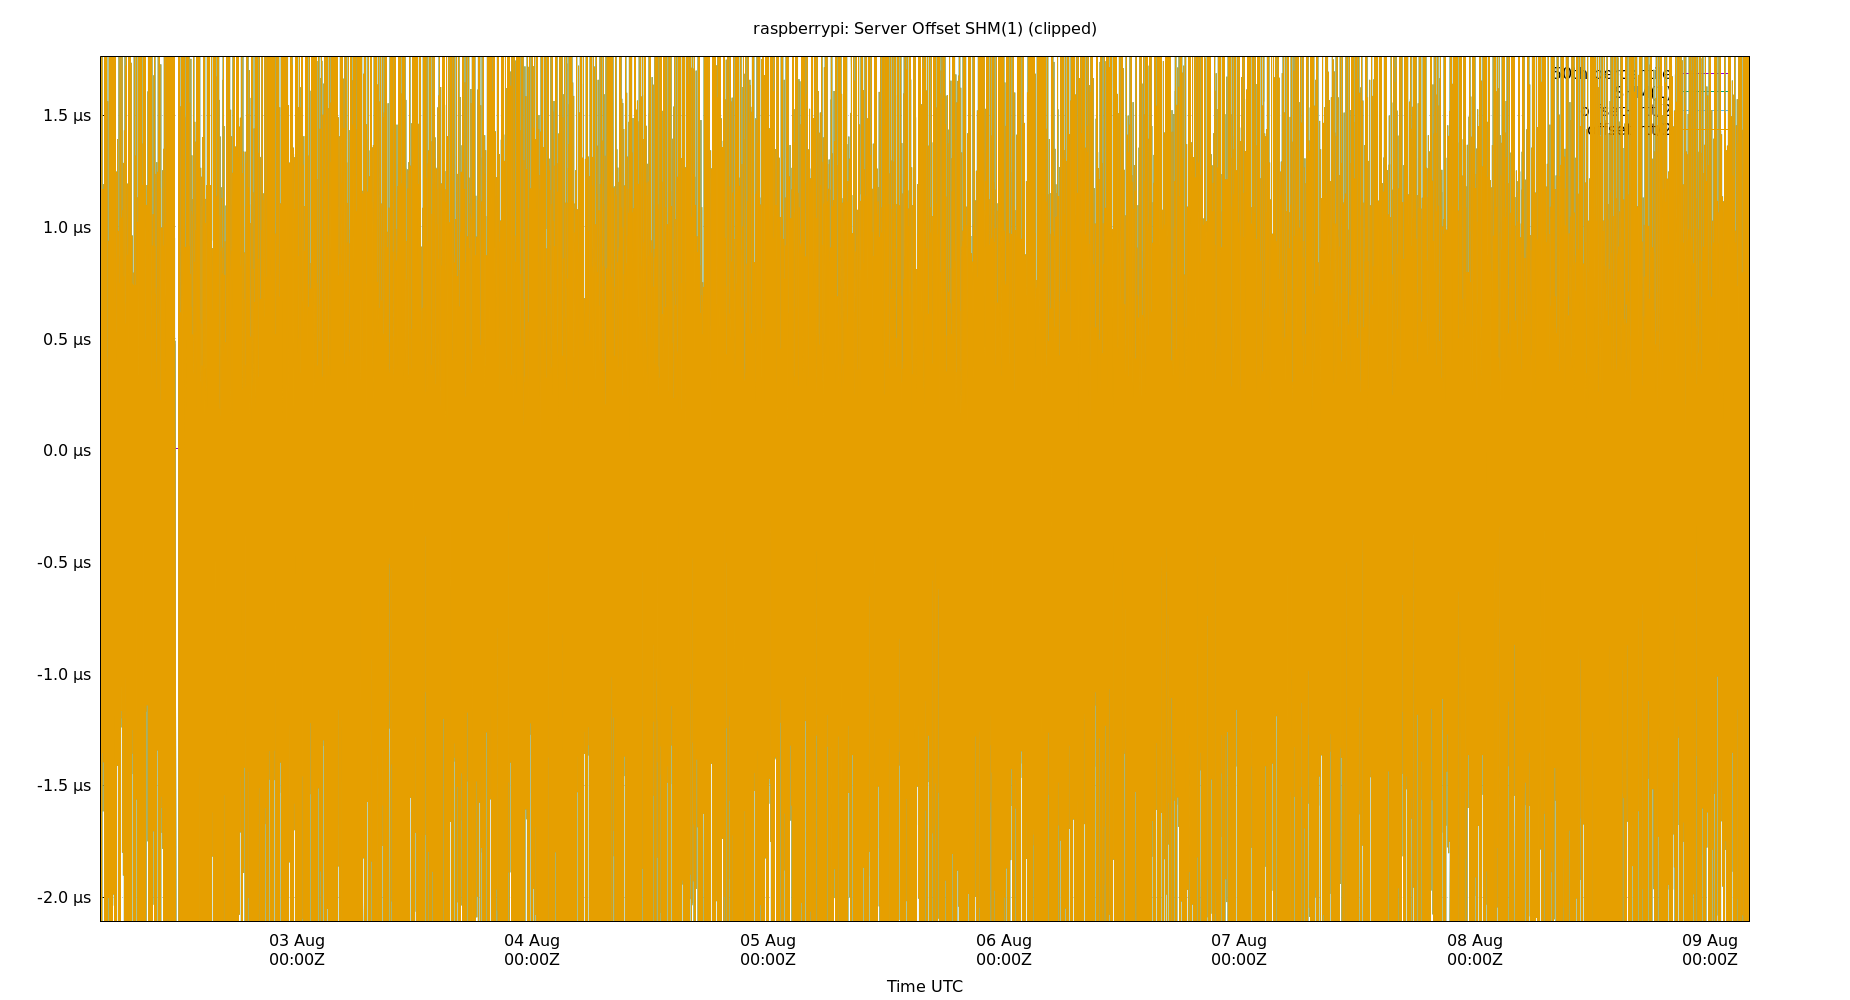 raspberrypi: Server Offset SHM(1) (clipped)
1.5 µs
1.0 µs
0.5 µs
0.0 µs
-0.5 µs
-1.0 µs
-1.5 µs
-2.0 µs
03 Aug 04 Aug 05 Aug 06 Aug 07 Aug 08 Aug 09 Aug
00:00Z 00:00Z 00:00Z 00:00Z 00:00Z 00:00Z 00:00Z
Time UTC